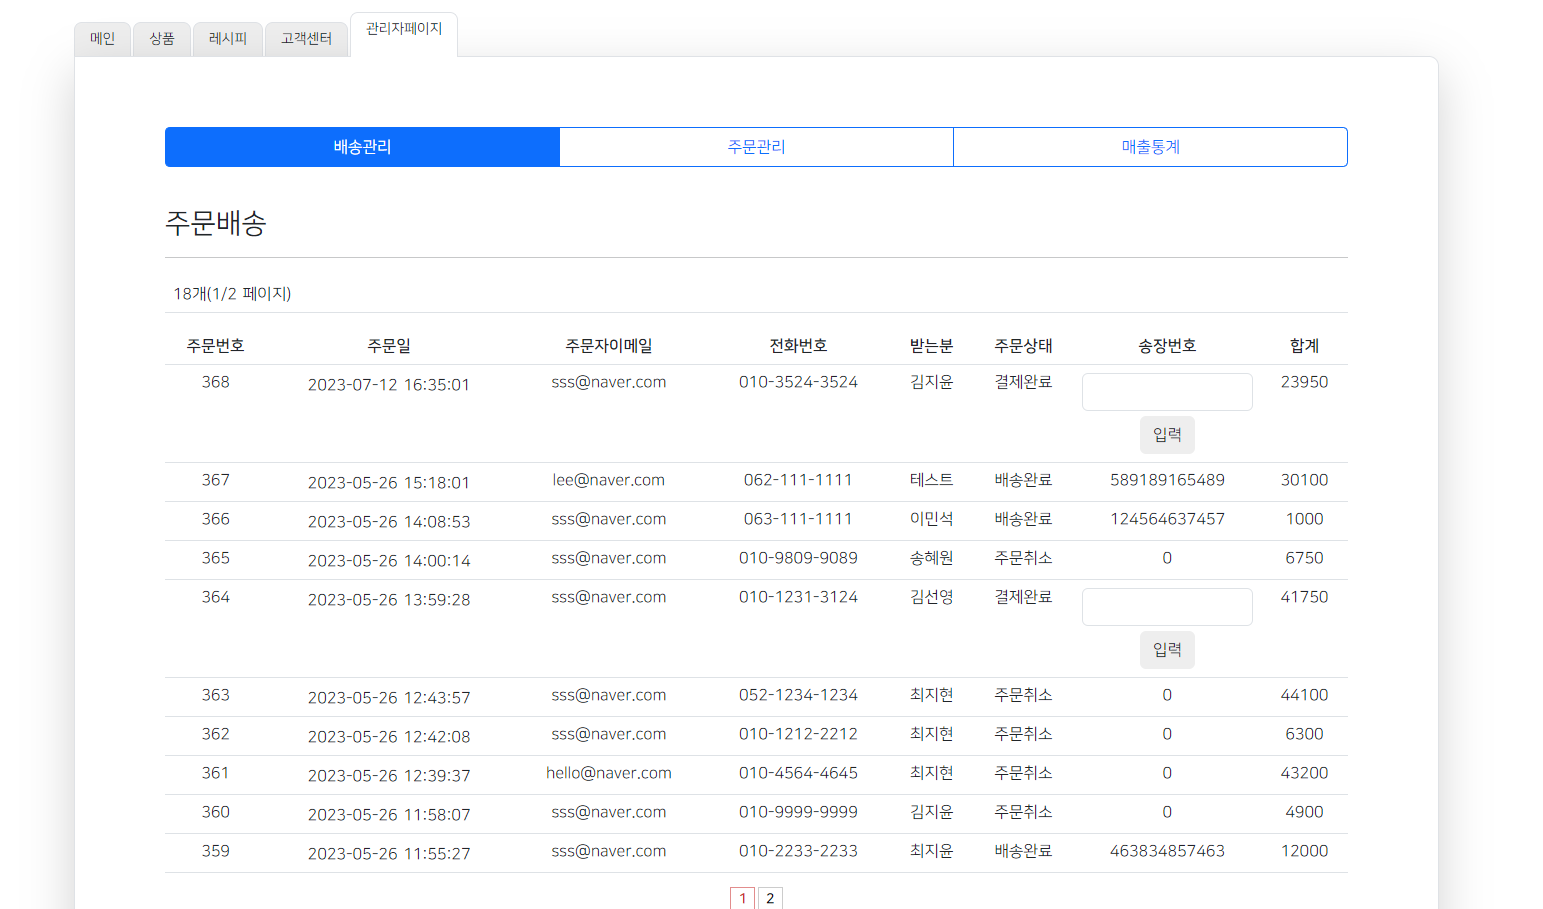 메인 상품 레시피 고객센터 관리자페이지
배송관리 주문관리 매출통계
주문배송
18개(1/2 페이지)
주문번호 주문일 주문자이메일 전화번호 받는분 주문상태 송장번호 합계
368 2023-07-12 16:35:01 sss@naver.com 010-3524-3524 김지윤 결제완료 23950
입력
367 2023-05-26 15:18:01 lee@naver.com 062-111-1111 테스트 배송완료 589189165489 30100
366 2023-05-26 14:08:53 sss@naver.com 063-111-1111 이민석 배송완료 124564637457 1000
365 2023-05-26 14:00:14 sss@naver.com 010-9809-9089 송혜원 주문취소 0 6750
364 2023-05-26 13:59:28 sss@naver.com 010-1231-3124 김선영 결제완료 41750
입력
363 2023-05-26 12:43:57 sss@naver.com 052-1234-1234 최지현 주문취소 0 44100
362 2023-05-26 12:42:08 sss@naver.com 010-1212-2212 최지현 주문취소 0 6300
361 2023-05-26 12:39:37 hello@naver.com 010-4564-4645 최지현 주문취소 0 43200
360 2023-05-26 11:58:07 sss@naver.com 010-9999-9999 김지윤 주문취소 0 4900
359 2023-05-26 11:55:27 sss@naver.com 010-2233-2233 최지윤 배송완료 463834857463 12000
1 2